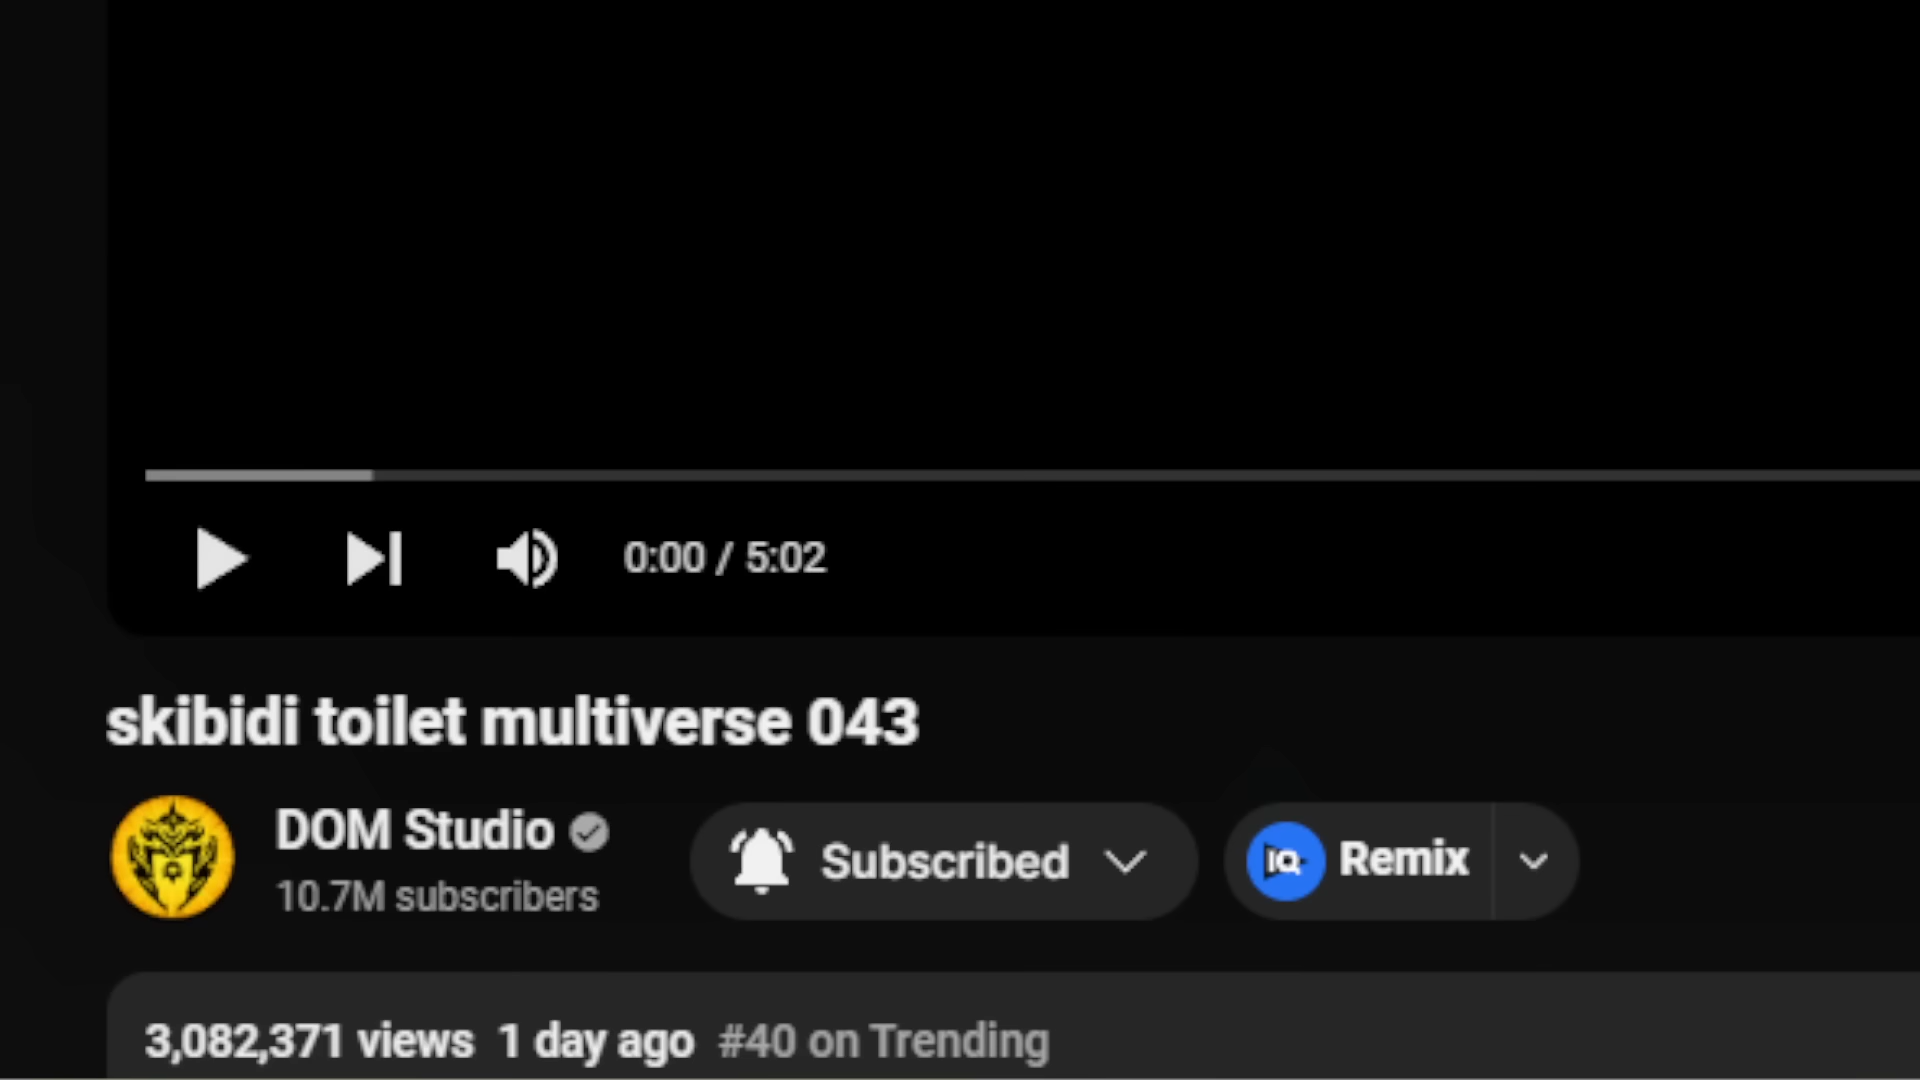 0:00 / 5:02
skibidi toilet multiverse 043
DOM Studio
10.7M subscribers
Subscribed
IQ
Remix
3,082,371 views 1 day ago #40 on Trending